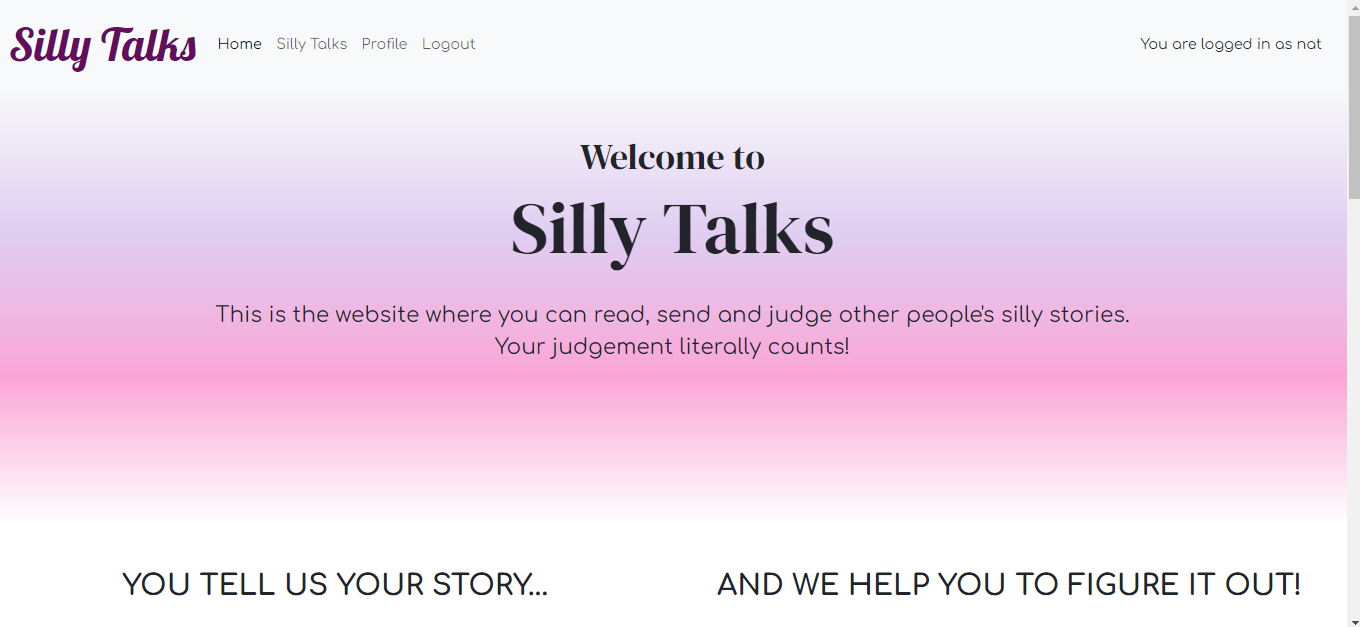 Silly Talks Home Silly Talks Profile Logout You are logged in as nat
Welcome to
Silly Talks
This is the website where you can read, send and judge other people's silly stories.
Your judgement literally counts!
YOU TELL US YOUR STORY... AND WE HELP YOU TO FIGURE IT OUT!